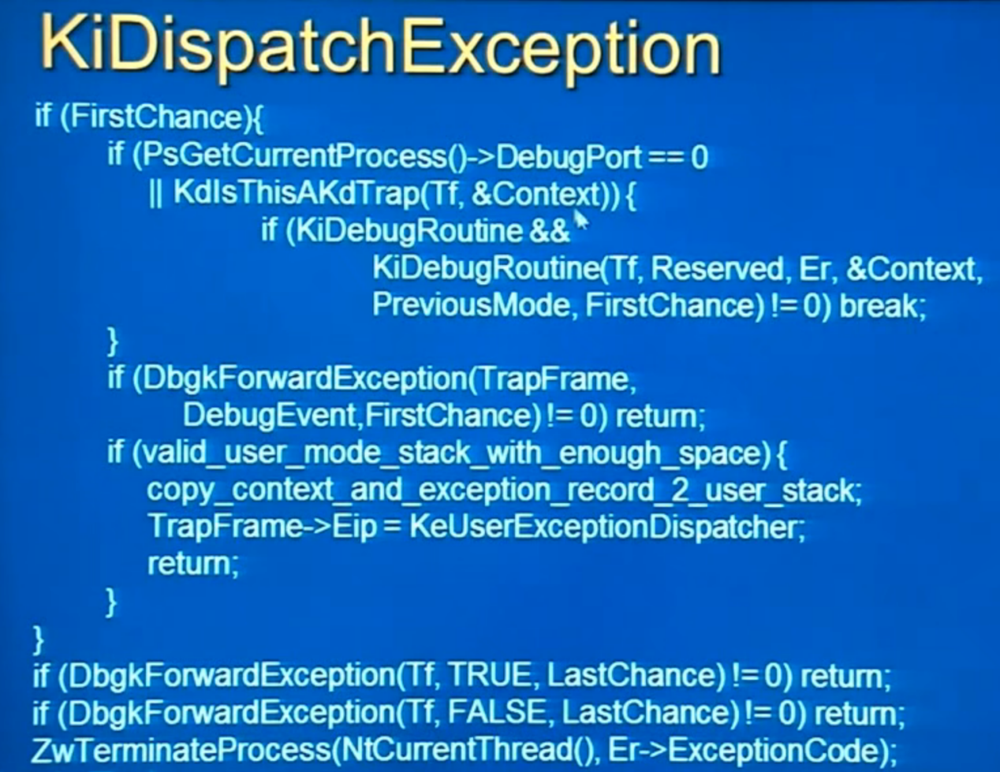 KiDispatchException
if (FirstChance){
if (PsGetCurrentProcess()->DebugPort == 0
|| KdIsThisAKdTrap(Tf, &Context)) {
if (KiDebugRoutine &&
KiDebugRoutine(Tf, Reserved, Er, &Context,
PreviousMode, FirstChance) != 0) break;
}
if (DbgkForwardException(TrapFrame,
DebugEvent,FirstChance) != 0) return;
if (valid_user_mode_stack_with_enough_space) {
copy_context_and_exception_record_2_user_stack;
TrapFrame->Eip = KeUserExceptionDispatcher;
return;
}
}
if (DbgkForwardException(Tf, TRUE, LastChance) != 0) return;
if (DbgkForwardException(Tf, FALSE, LastChance) != 0) return;
ZwTerminateProcess(NtCurrentThread(), Er->ExceptionCode);